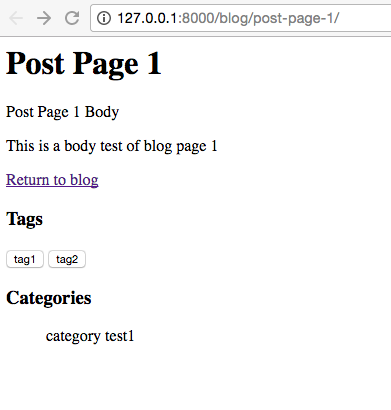 127.0.0.1:8000/blog/post-page-1/
Post Page 1
Post Page 1 Body
This is a body test of blog page 1
Return to blog
Tags
tag1 tag2
Categories
category test1